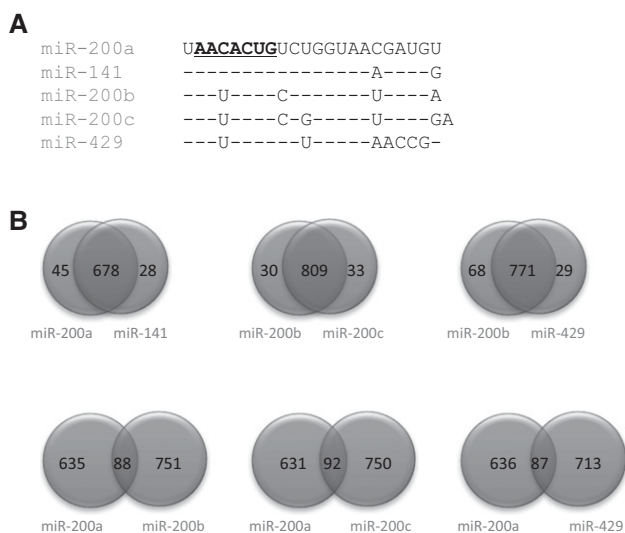 A
miR-200a UAACACUGUCUGGUAACGAUGU
miR-141 ----------------A----G
miR-200b ---U----C-------U----A
miR-200c ---U----C-G-----U----GA
miR-429 ---U------U-----AACCG-
B
45 678 28
miR-200a miR-141
30 809 33
miR-200b miR-200c
68 771 29
miR-200b miR-429
635 88 751
miR-200a miR-200b
631 92 750
miR-200a miR-200c
636 87 713
miR-200a miR-429